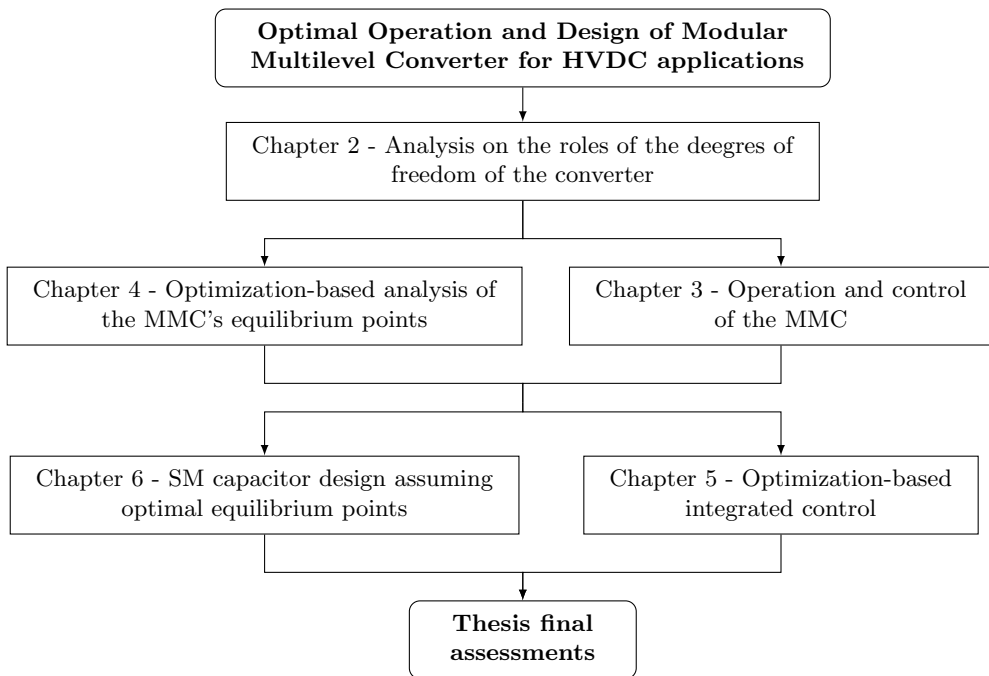 Optimal Operation and Design of Modular
Multilevel Converter for HVDC applications
Chapter 2 - Analysis on the roles of the deegres of
freedom of the converter
Chapter 4 - Optimization-based analysis of
the MMC's equilibrium points
Chapter 3 - Operation and control
of the MMC
Chapter 6 - SM capacitor design assuming
optimal equilibrium points
Chapter 5 - Optimization-based
integrated control
Thesis final
assessments